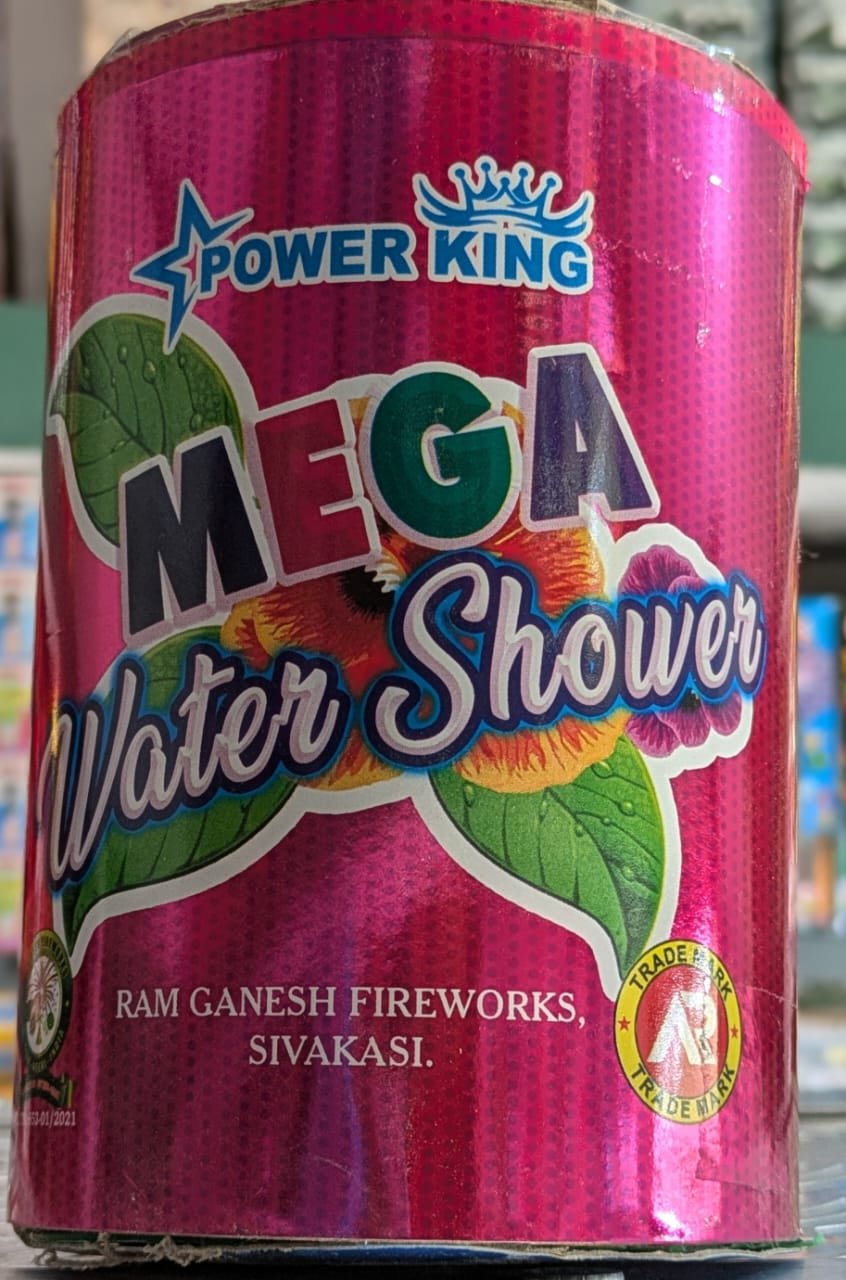 POWER KING
MEGA
Water Shower
RAM GANESH FIREWORKS,
SIVAKASI.
TRADE MARK
TRADE MARK